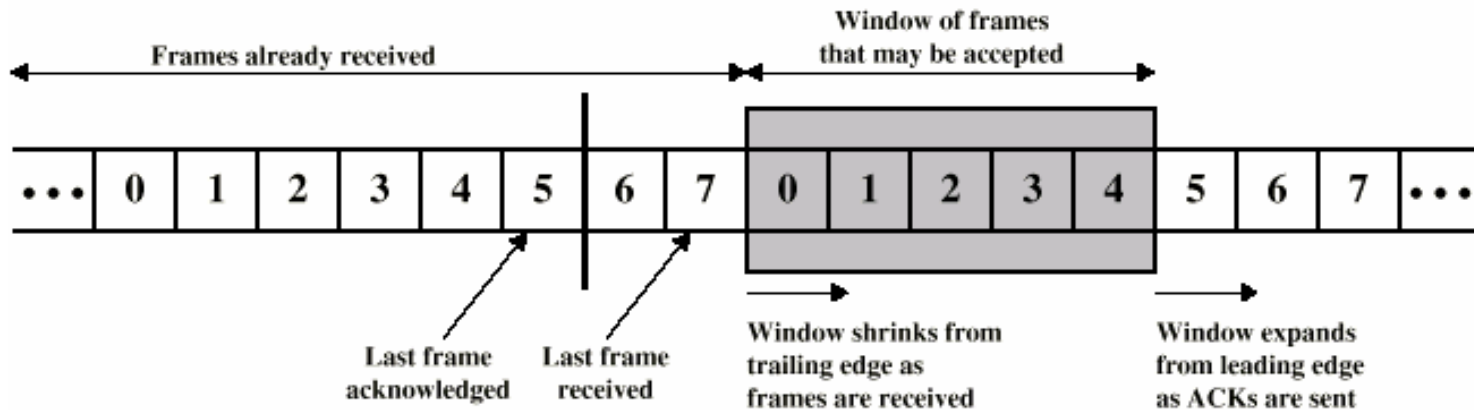 Window of frames
that may be accepted
Frames already received
••• 0 1 2 3 4 5 6 7 0 1 2 3 4 5 6 7 •••
Last frame
acknowledged
Last frame
received
Window shrinks from
trailing edge as
frames are received
Window expands
from leading edge
as ACKs are sent